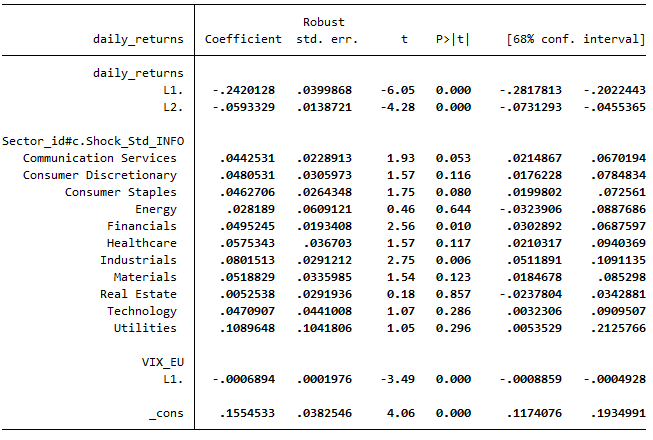 Robust
daily_returns Coefficient std. err. t P>|t| [68% conf. interval]
daily_returns
L1. -.2420128 .0399868 -6.05 0.000 -.2817813 -.2022443
L2. -.0593329 .0138721 -4.28 0.000 -.0731293 -.0455365
Sector_id#c.Shock_Std_INFO
Communication Services .0442531 .0228913 1.93 0.053 .0214867 .0670194
Consumer Discretionary .0480531 .0305973 1.57 0.116 .0176228 .0784834
Consumer Staples .0462706 .0264348 1.75 0.080 .0199802 .072561
Energy .028189 .0609121 0.46 0.644 -.0323906 .0887686
Financials .0495245 .0193408 2.56 0.010 .0302892 .0687597
Healthcare .0575343 .036703 1.57 0.117 .0210317 .0940369
Industrials .0801513 .0291212 2.75 0.006 .0511891 .1091135
Materials .0518829 .0335985 1.54 0.123 .0184678 .085298
Real Estate .0052538 .0291936 0.18 0.857 -.0237804 .0342881
Technology .0470907 .0441008 1.07 0.286 .0032306 .0909507
Utilities .1089648 .1041806 1.05 0.296 .0053529 .2125766
VIX_EU
L1. -.0006894 .0001976 -3.49 0.000 -.0008859 -.0004928
_cons .1554533 .0382546 4.06 0.000 .1174076 .1934991